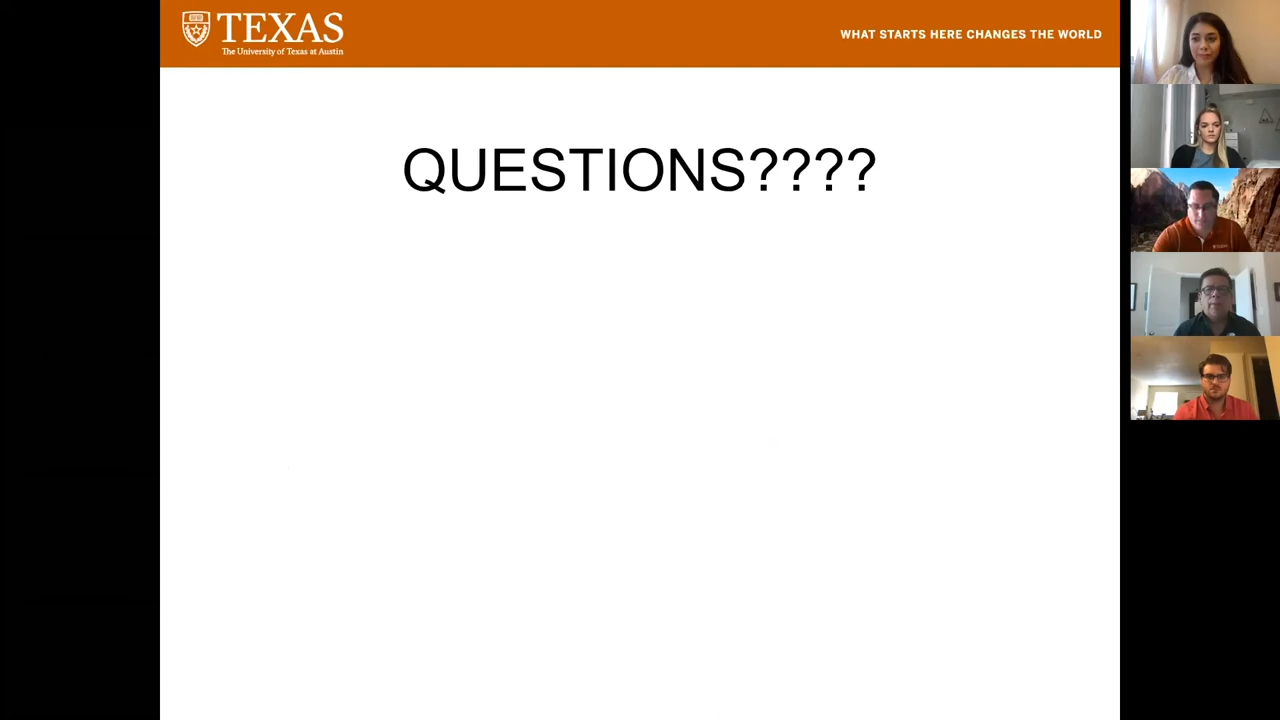 TEXAS
The University of Texas at Austin
WHAT STARTS HERE CHANGES THE WORLD
QUESTIONS????